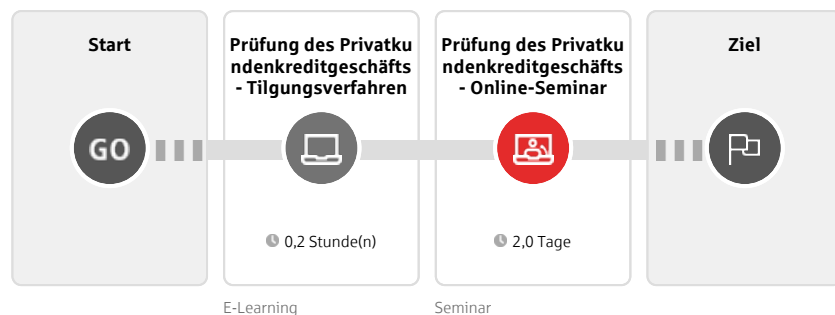 Start
GO
Prüfung des Privatku
ndenkreditgeschäfts
- Tilgungsverfahren
0,2 Stunde(n)
E-Learning
Prüfung des Privatku
ndenkreditgeschäfts
- Online-Seminar
2,0 Tage
Seminar
Ziel